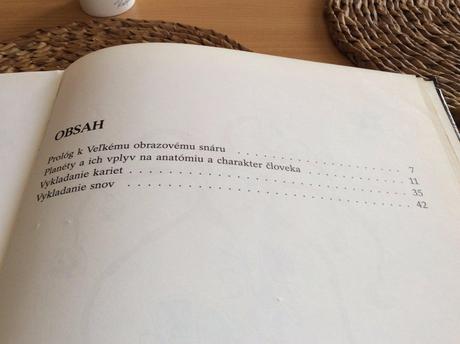 OBSAH
Prológ k Veľkému obrazovému snáru . . . . . . . . . . . . . . . . 7
Planéty a ich vplyv na anatómiu a charakter človeka . . . . . . . . . . 11
Vykladanie kariet . . . . . . . . . . . . . . . . . . . . . . . . . . 35
Vykladanie snov . . . . . . . . . . . . . . . . . . . . . . . . . . . 42